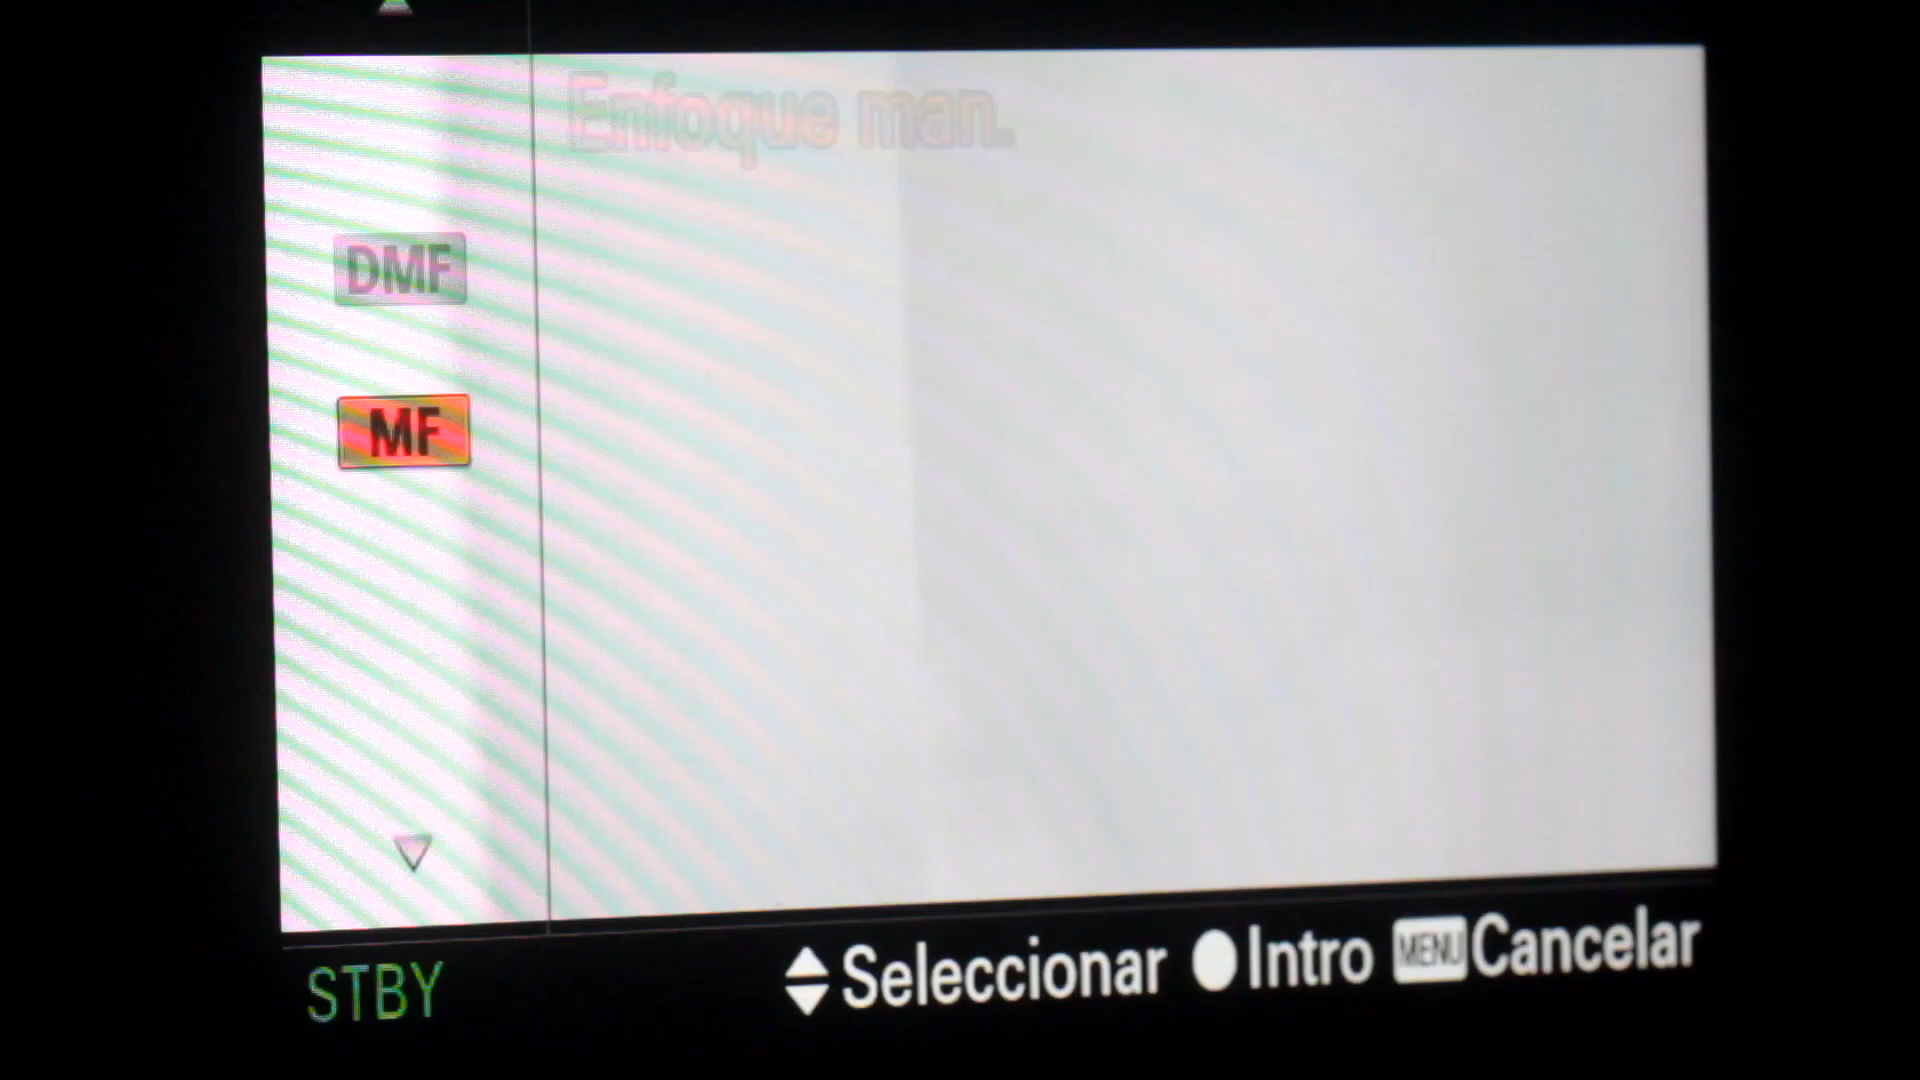 Enfoque man.
DMF
MF
STBY
Seleccionar Intro MENU Cancelar